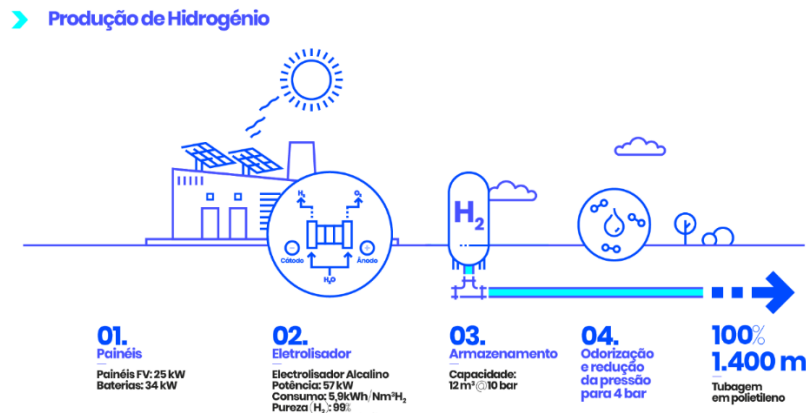 Produção de Hidrogénio
H₂
O₂
Cátodo
Ânodo
H₂O
H₂
01.
Painéis
Painéis FV: 25 kW
Baterias: 34 kW
02.
Eletrolisador
Electrolisador Alcalino
Potência: 57 kW
Consumo: 5,9kWh/Nm³H₂
Pureza (H₂): 99%
03.
Armazenamento
Capacidade:
12 m³@10 bar
04.
Odorização
e redução
da pressão
para 4 bar
100%
1.400 m
Tubagem
em polietileno